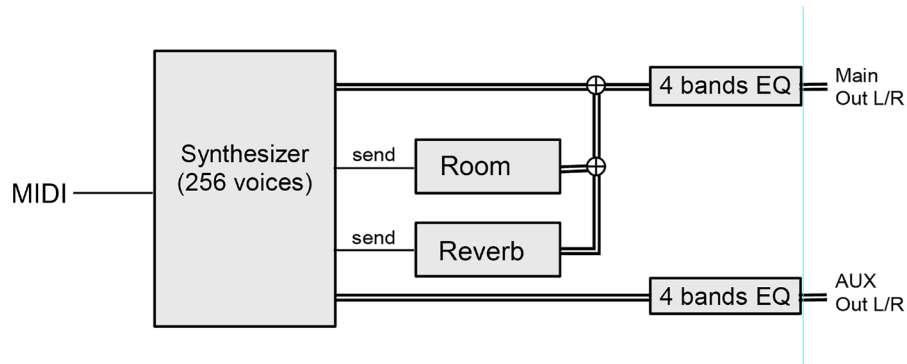 MIDI
Synthesizer
(256 voices)
send
Room
send
Reverb
4 bands EQ
Main
Out L/R
4 bands EQ
AUX
Out L/R